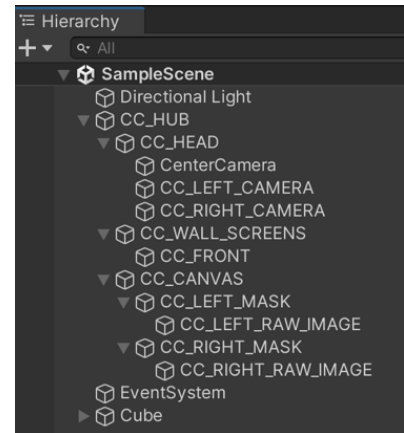 Hierarchy
All
SampleScene
Directional Light
CC_HUB
CC_HEAD
CenterCamera
CC_LEFT_CAMERA
CC_RIGHT_CAMERA
CC_WALL_SCREENS
CC_FRONT
CC_CANVAS
CC_LEFT_MASK
CC_LEFT_RAW_IMAGE
CC_RIGHT_MASK
CC_RIGHT_RAW_IMAGE
EventSystem
Cube